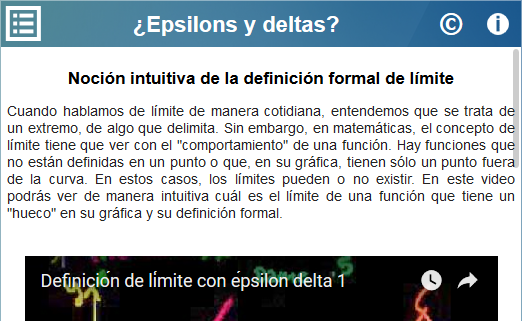 ¿Epsilons y deltas?
Noción intuitiva de la definición formal de límite
Cuando hablamos de límite de manera cotidiana, entendemos que se trata de
un extremo, de algo que delimita. Sin embargo, en matemáticas, el concepto de
límite tiene que ver con el "comportamiento" de una función. Hay funciones que
no están definidas en un punto o que, en su gráfica, tienen sólo un punto fuera
de la curva. En estos casos, los límites pueden o no existir. En este video
podrás ver de manera intuitiva cuál es el límite de una función que tiene un
"hueco" en su gráfica y su definición formal.
Definición de límite con épsilon delta 1